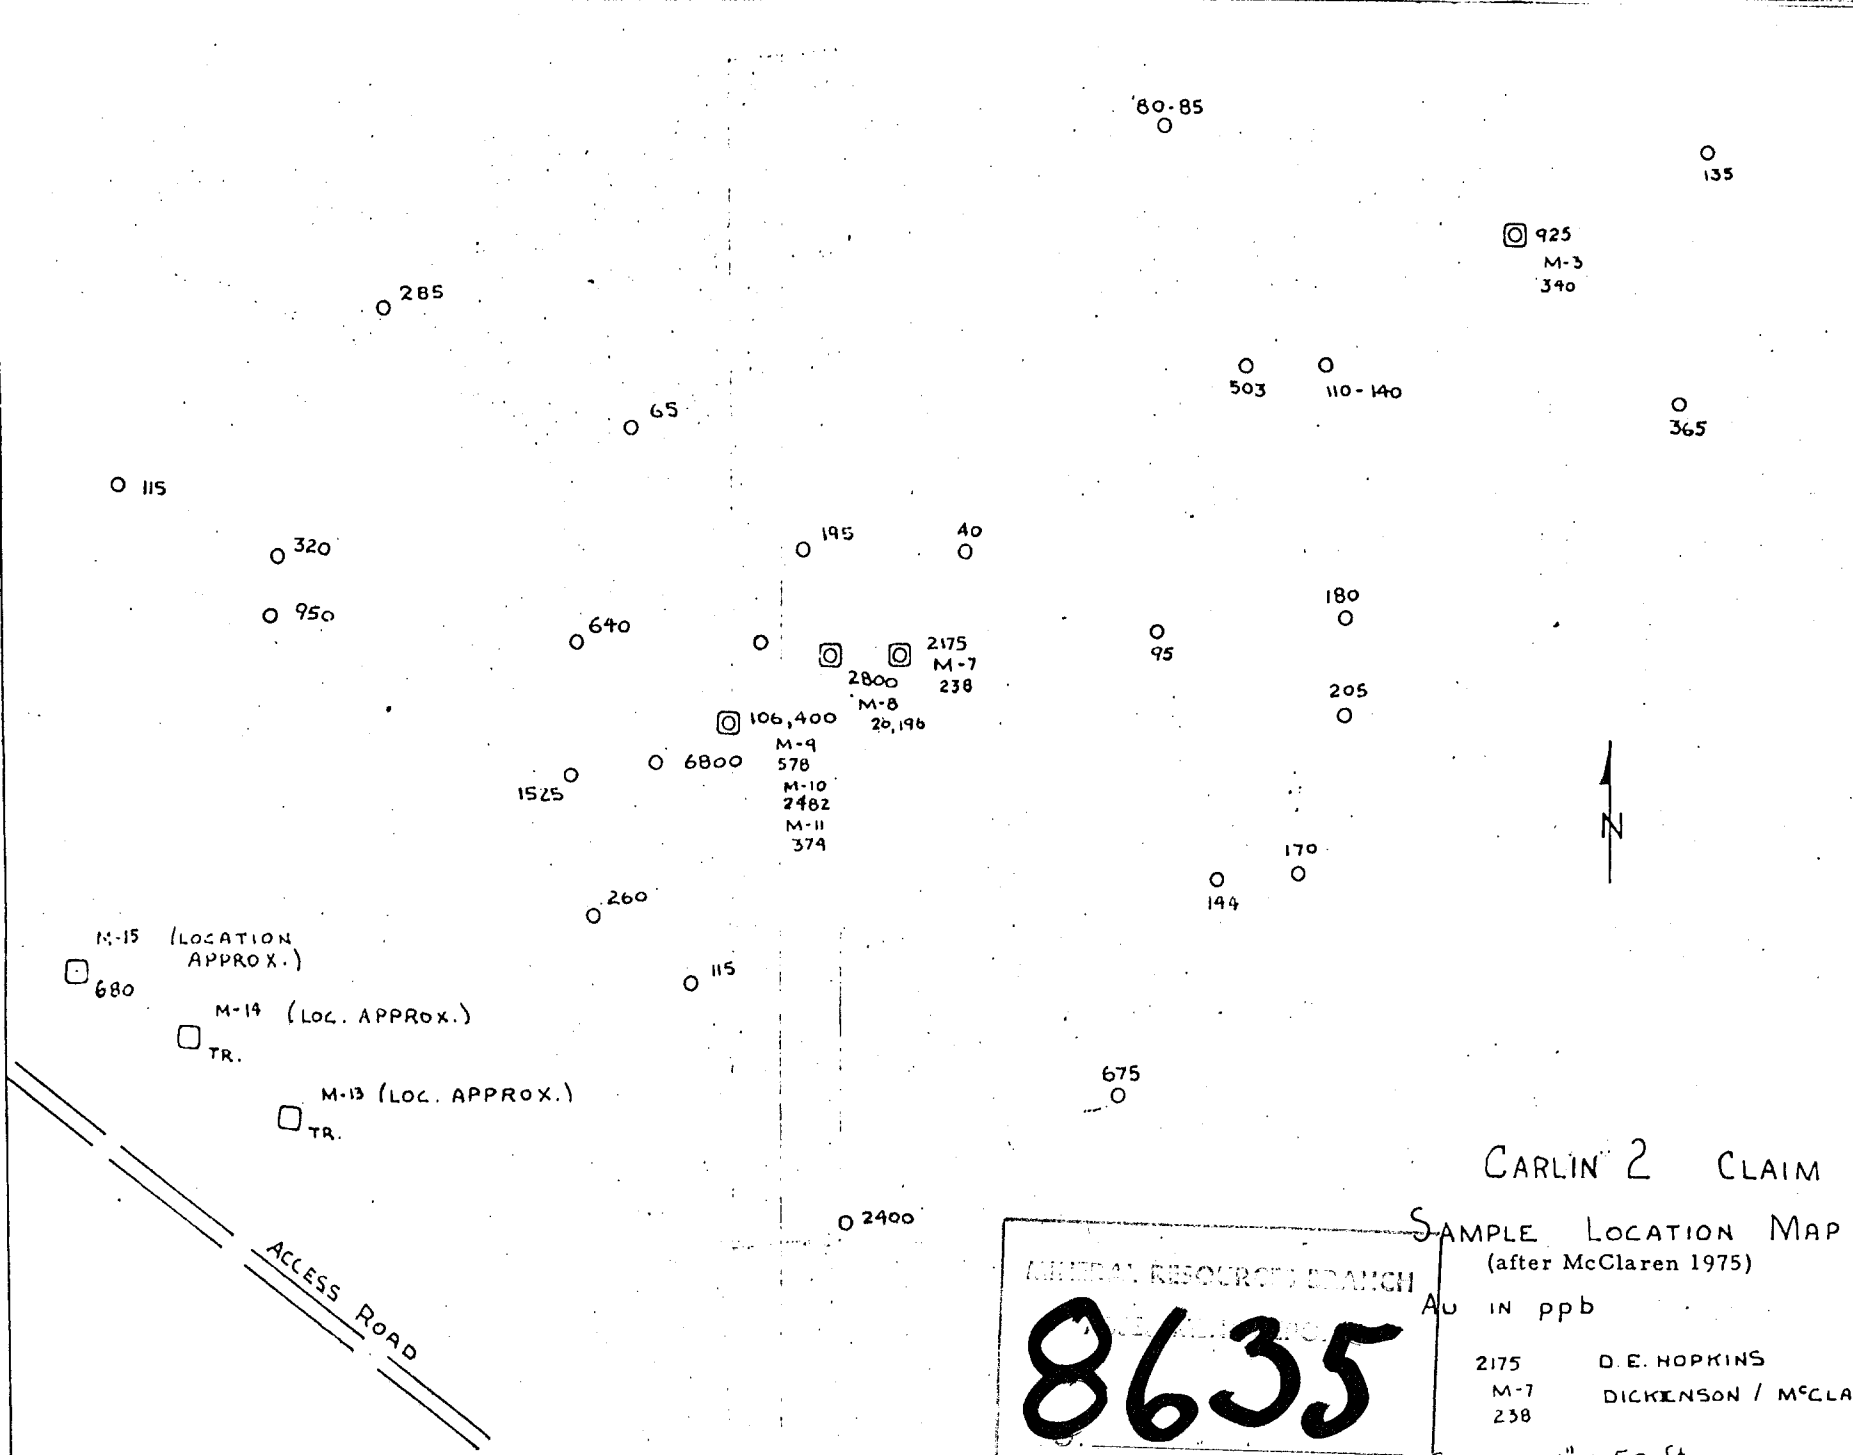 80-85
135
925
M-3
340
285
503
110-140
365
65
115
320
195
40
950
640
180
95
2175
M-7
238
2800
M-8
205
106,400
M-9
578
M-10
2482
M-11
374
6800
1525
170
144
260
M-15 (LOCATION
APPROX.)
680
115
M-14 (LOC. APPROX.)
TR.
M-13 (LOC. APPROX.)
TR.
675
2400
N
ACCESS ROAD
CARLIN 2 CLAIM
SAMPLE LOCATION MAP
(after McClaren 1975)
Au IN ppb
2175 D.E. HOPKINS
M-7 DICKENSON / McCLA
238
MINERAL RESOURCES BRANCH
8635